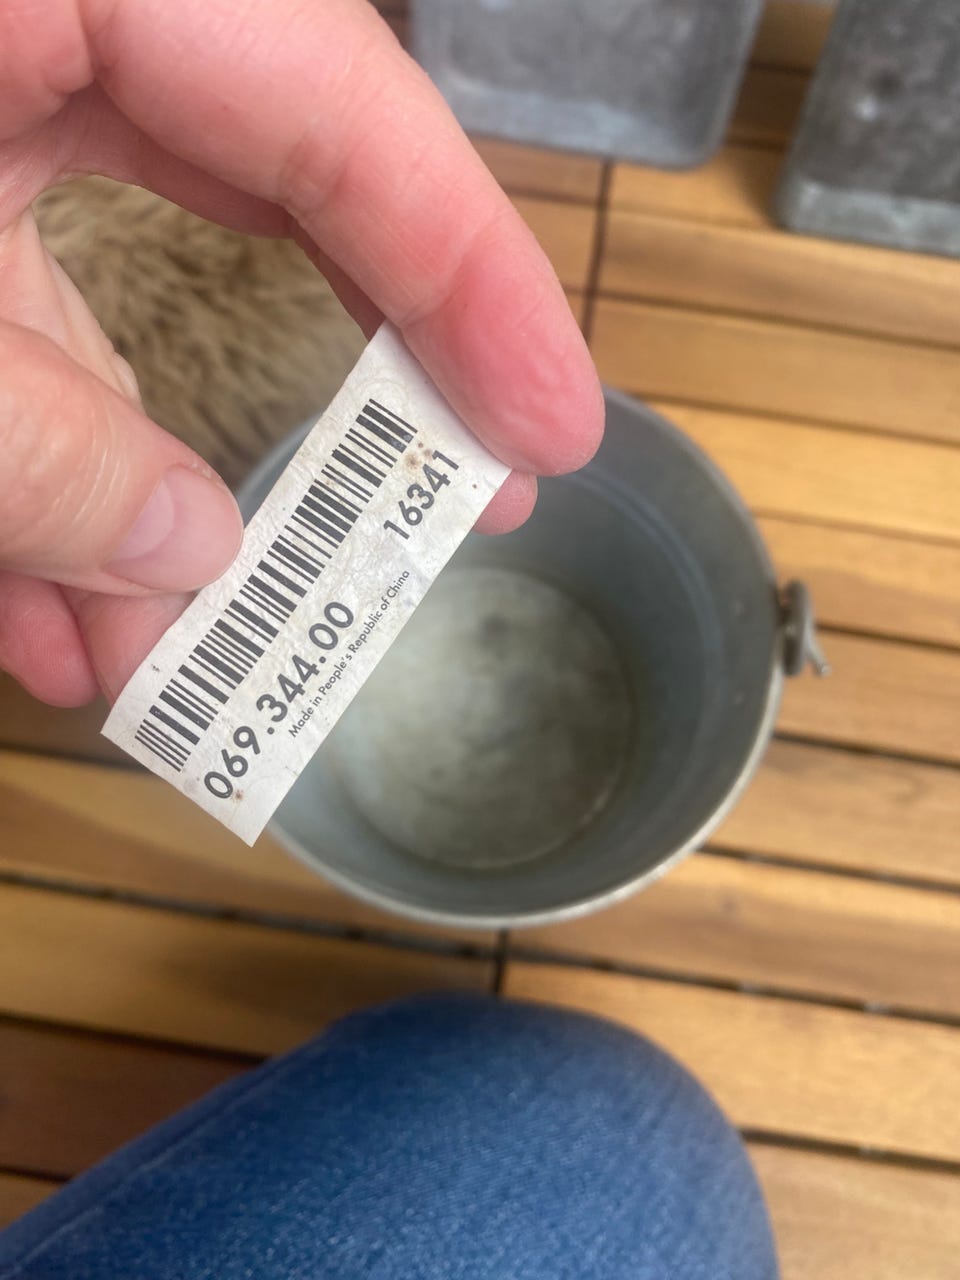 16341
069.344.00
Made in People's Republic of China